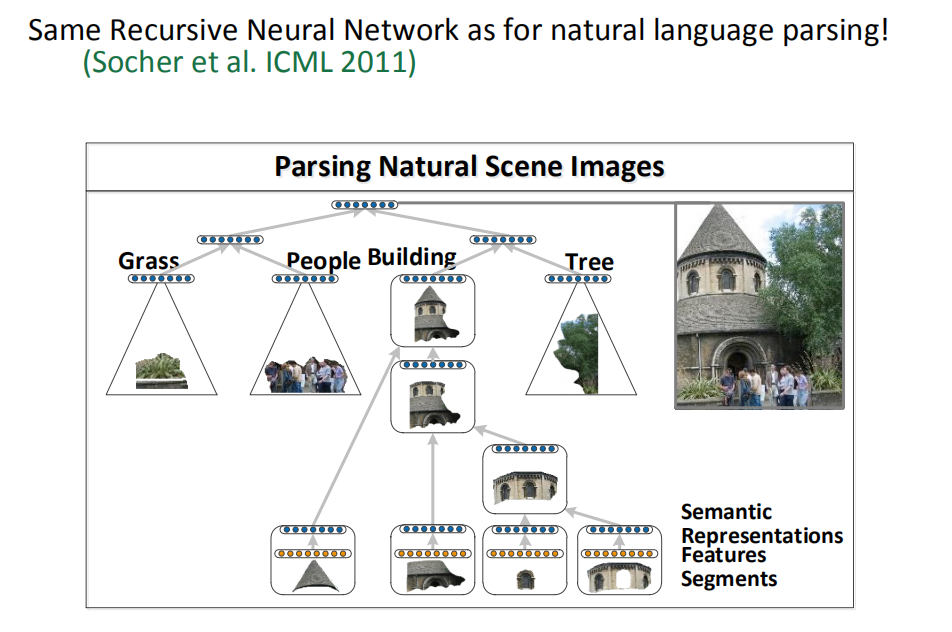 Same Recursive Neural Network as for natural language parsing!
(Socher et al. ICML 2011)
Parsing Natural Scene Images
Grass
People
Building
Tree
Semantic
Representations
Features
Segments